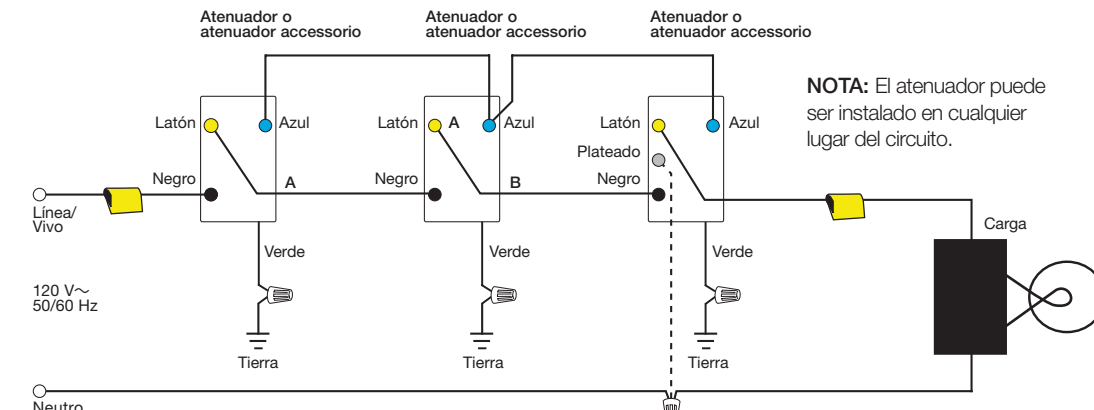 Atenuador o
atenuador accessorio
Atenuador o
atenuador accessorio
Atenuador o
atenuador accessorio
NOTA: El atenuador puede
ser instalado en cualquier
lugar del circuito.
Latón
Azul
Latón
A
Azul
Latón
Azul
Plateado
Negro
A
Negro
B
Negro
Línea/
Vivo
Carga
Verde
Verde
Verde
120 V~
50/60 Hz
Tierra
Tierra
Tierra
Neutro